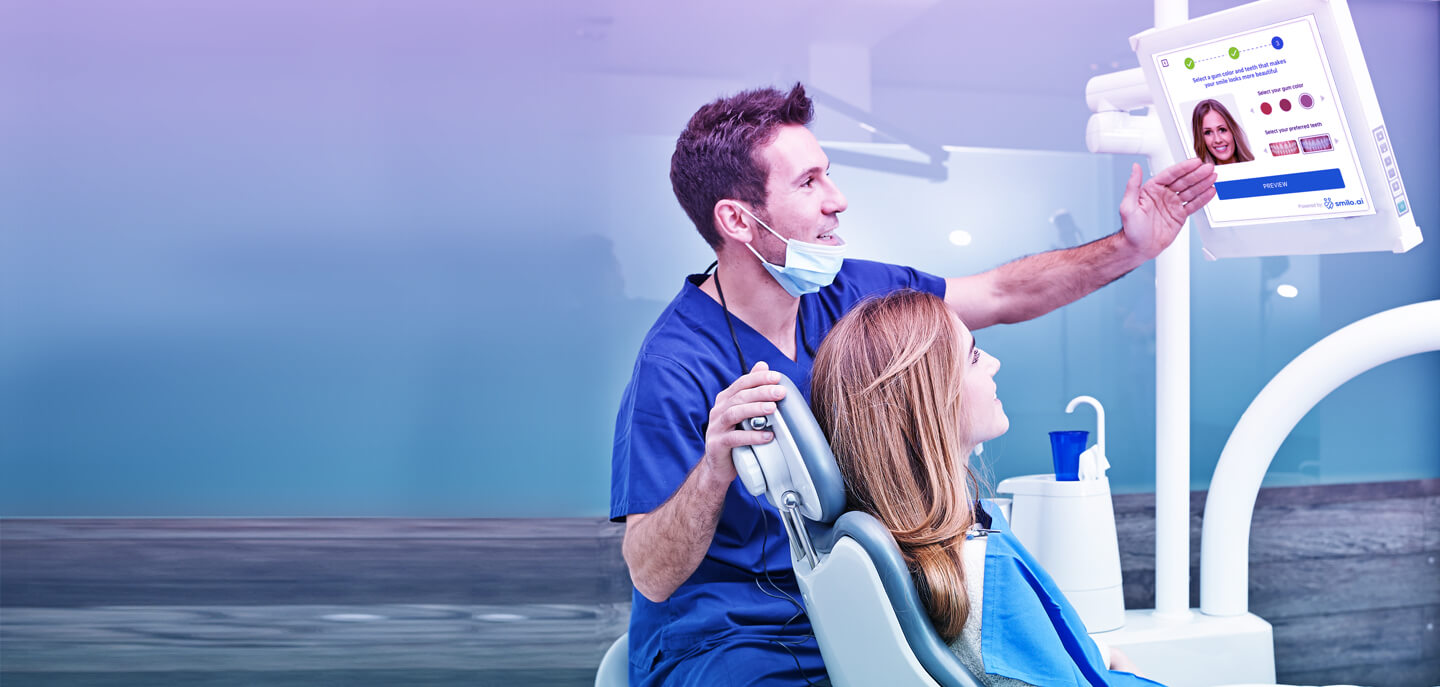 3
Select a gum color and teeth that makes
your smile looks more beautiful
Select your gum color
Select your preferred teeth
PREVIEW
Powered by smilo.ai